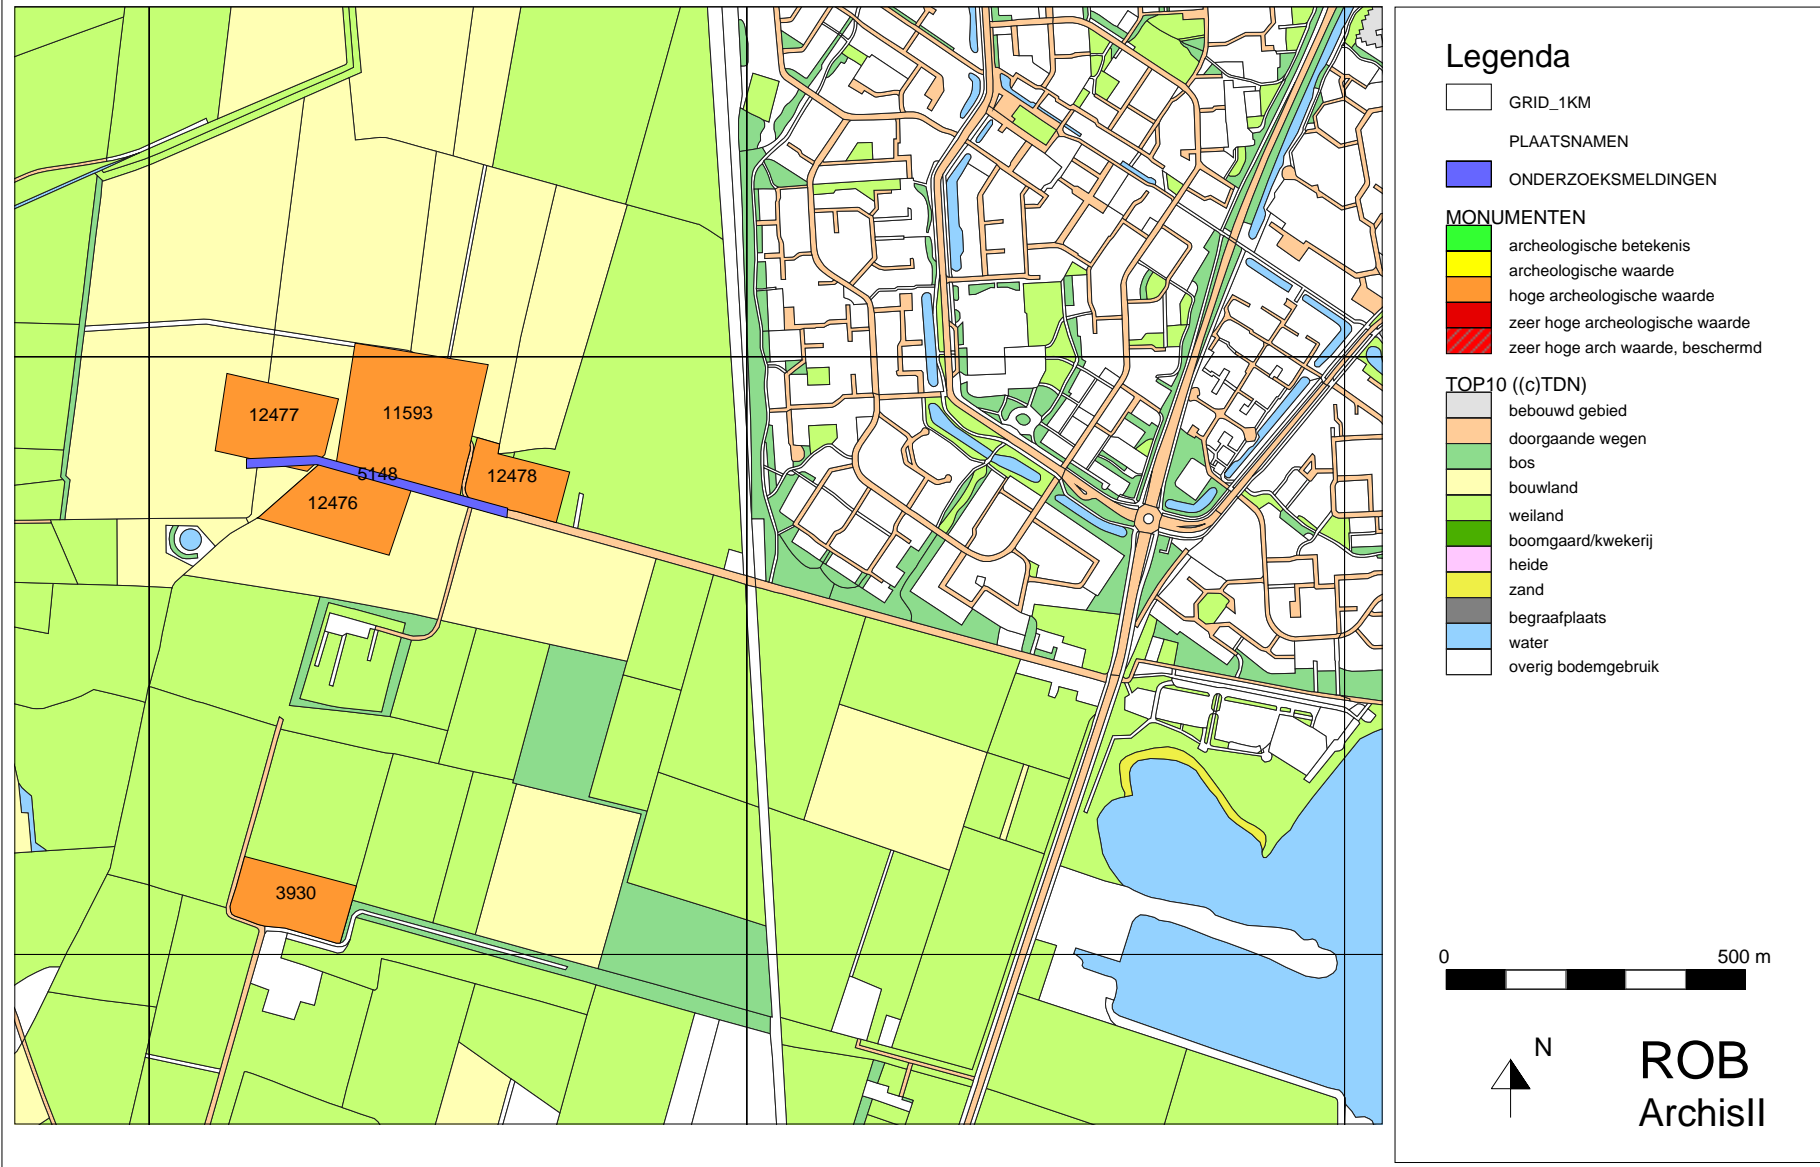 12477
11593
5148
12478
12476
3930
Legenda
GRID_1KM
PLAATSNAMEN
ONDERZOEKSMELDINGEN
MONUMENTEN
archeologische betekenis
archeologische waarde
hoge archeologische waarde
zeer hoge archeologische waarde
zeer hoge arch waarde, beschermd
TOP10 ((c)TDN)
bebouwd gebied
doorgaande wegen
bos
bouwland
weiland
boomgaard/kwekerij
heide
zand
begraafplaats
water
overig bodemgebruik
0 500 m
N
ROB
ArchisII